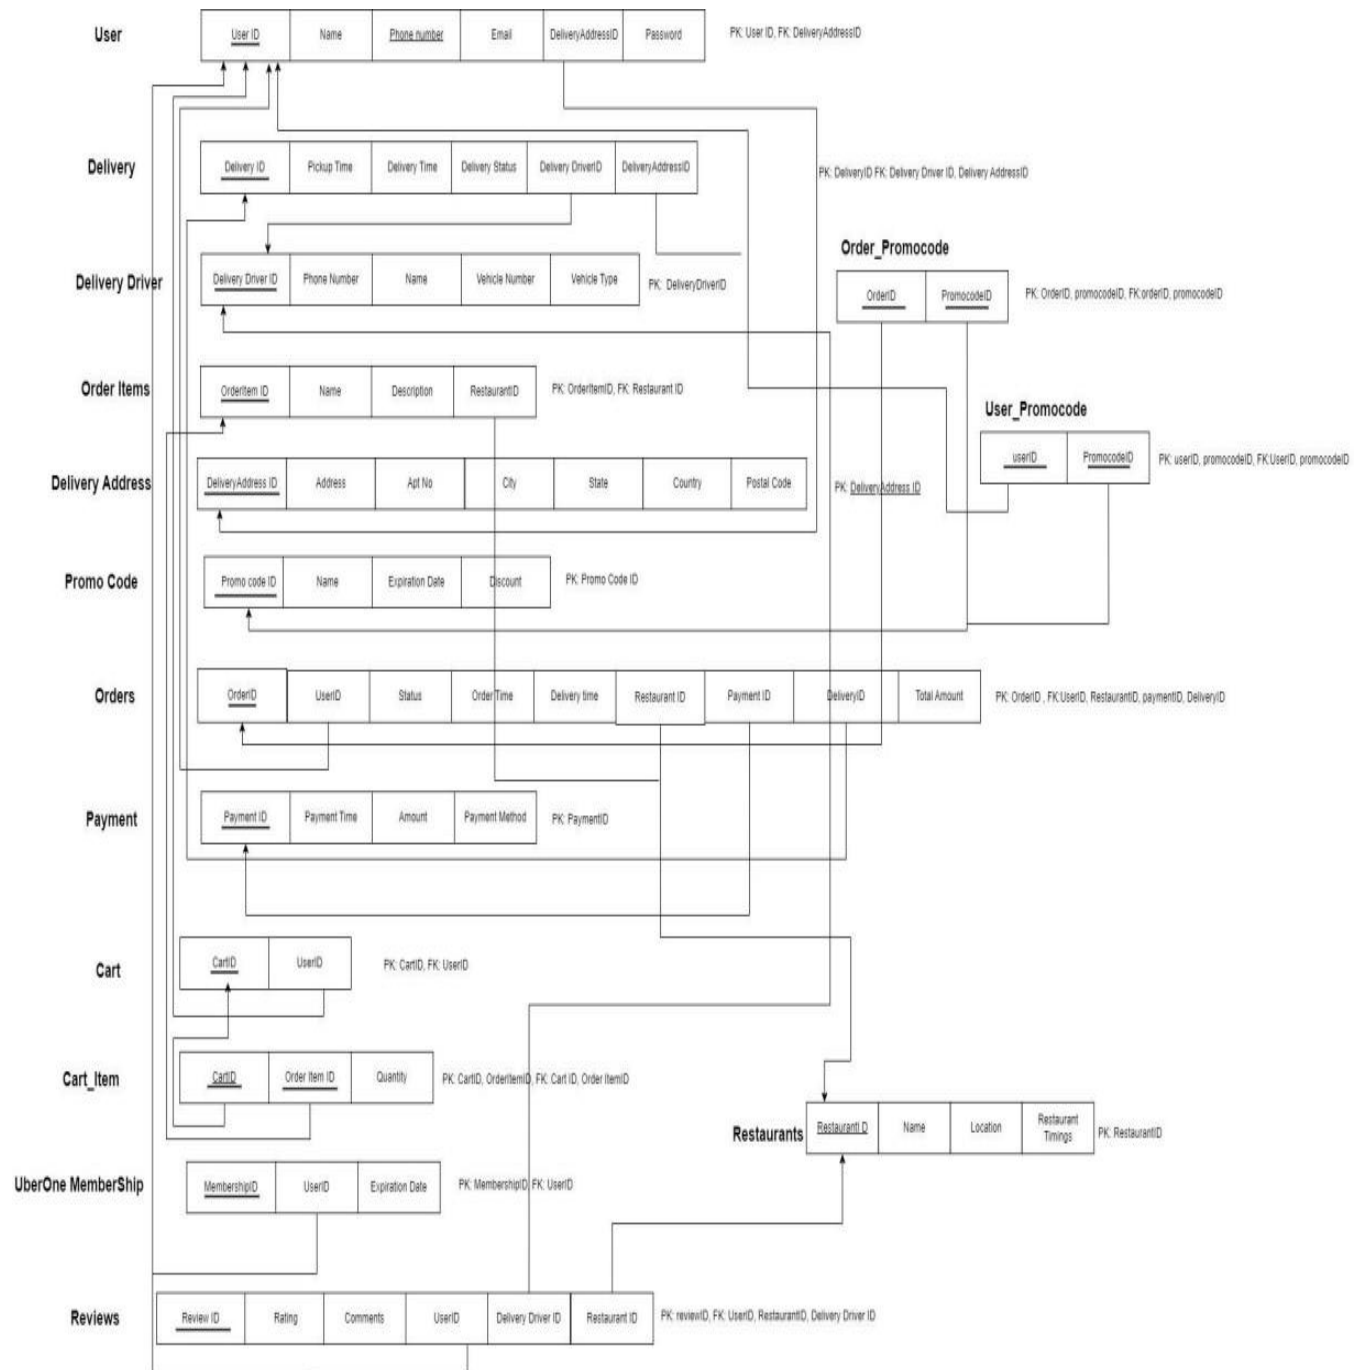 User
User ID Name Phone number Email DeliveryAddressID Password
PK: User ID, FK: DeliveryAddressID
Delivery
Delivery ID Pickup Time Delivery Time Delivery Status Delivery DriverID DeliveryAddressID
PK: DeliveryID FK: Delivery Driver ID, Delivery AddressID
Order_Promocode
Delivery Driver
Delivery Driver ID Phone Number Name Vehicle Number Vehicle Type
PK: DeliveryDriverID
OrderID PromocodeID
PK: OrderID, promocodeID, FK:orderID, promocodeID
Order Items
OrderItem ID Name Description RestaurantID
PK: OrderItemID, FK: Restaurant ID
User_Promocode
userID PromocodeID
PK: userID, promocodeID, FK:UserID, promocodeID
Delivery Address
DeliveryAddress ID Address Apt No City State Country Postal Code
PK: DeliveryAddress ID
Promo Code
Promo code ID Name Expiration Date Discount
PK: Promo Code ID
Orders
OrderID UserID Status Order Time Delivery time Restaurant ID Payment ID DeliveryID Total Amount
PK: OrderID , FK:UserID, RestaurantID, paymentID, DeliveryID
Payment
Payment ID Payment Time Amount Payment Method
PK: PaymentID
Cart
CartID UserID
PK: CartID, FK: UserID
Cart_Item
CartID Order Item ID Quantity
PK: CartID, OrderItemID, FK: Cart ID, Order ItemID
Restaurants
RestaurantI D Name Location Restaurant
Timings
PK: RestaurantID
UberOne MemberShip
MembershipID UserID Expiration Date
PK: MembershipID, FK: UserID
Reviews
Review ID Rating Comments UserID Delivery Driver ID Restaurant ID
PK: reviewID, FK: UserID, RestaurantID, Delivery Driver ID